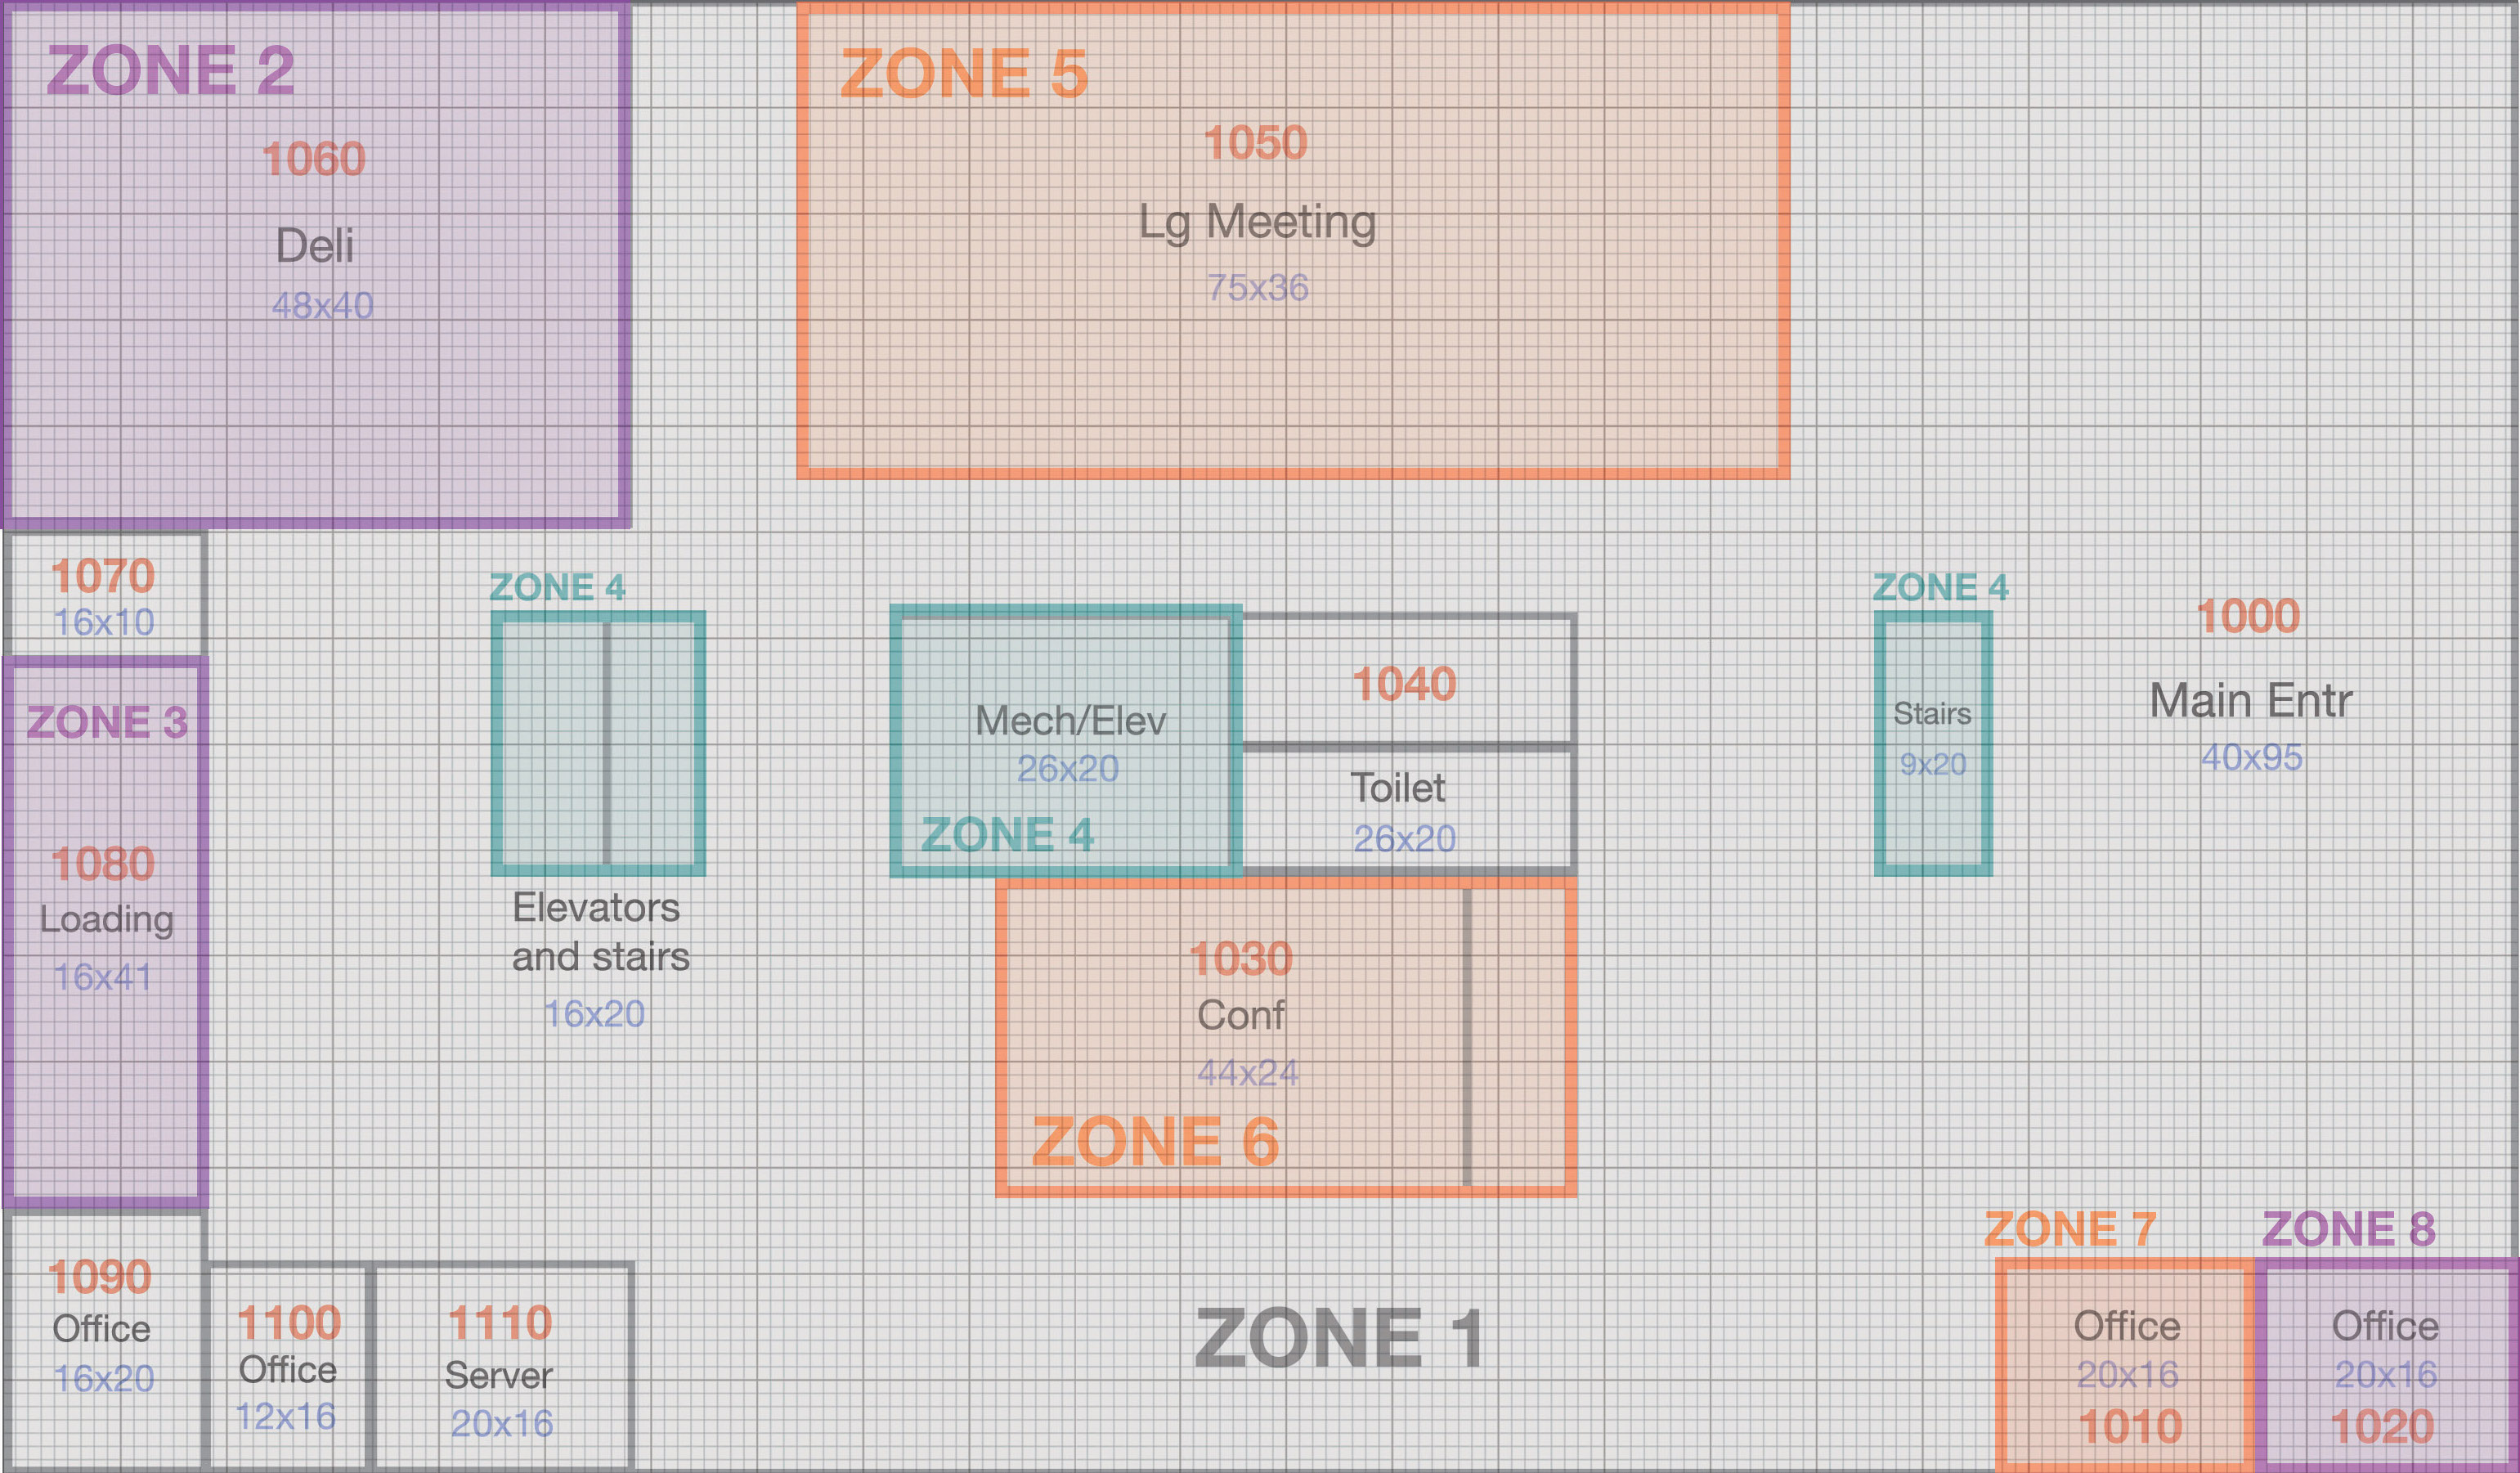 ZONE 2
1060
Deli
48x40
ZONE 5
1050
Lg Meeting
75x36
1070
16x10
ZONE 3
1080
Loading
16x41
ZONE 4
Elevators
and stairs
16x20
Mech/Elev
26x20
ZONE 4
1040
Toilet
26x20
ZONE 4
Stairs
9x20
1000
Main Entr
40x95
1030
Conf
44x24
ZONE 6
1090
Office
16x20
1100
Office
12x16
1110
Server
20x16
ZONE 1
ZONE 7
Office
20x16
1010
ZONE 8
Office
20x16
1020